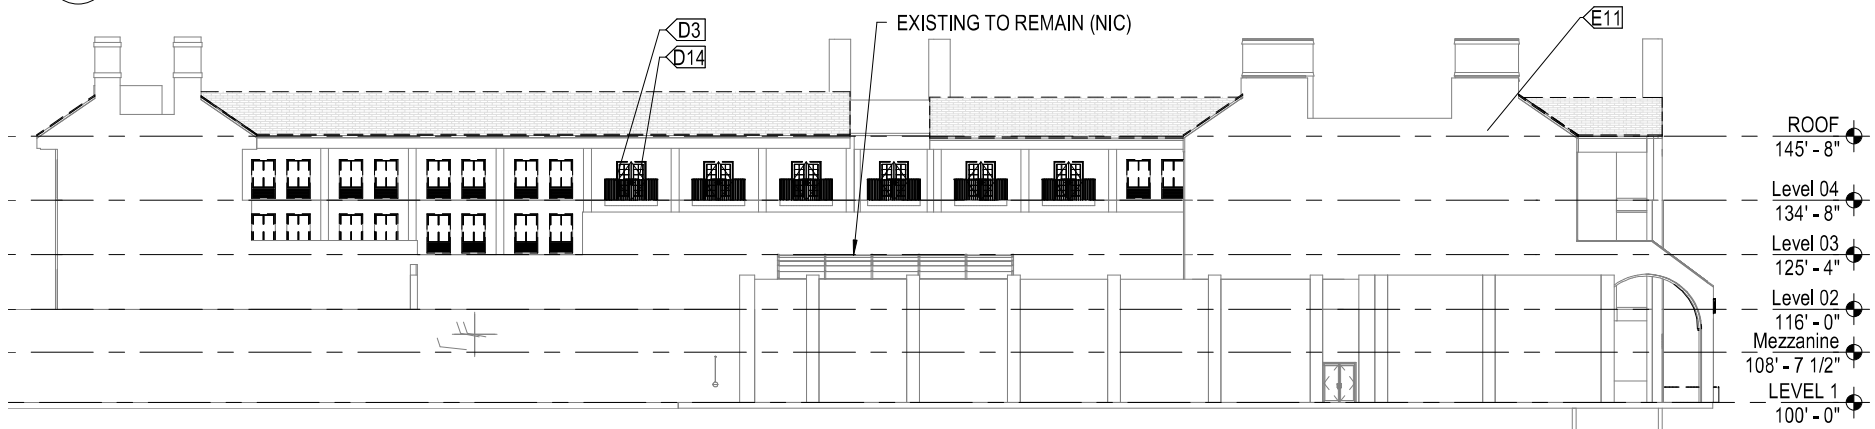 D3
EXISTING TO REMAIN (NIC)
E11
D14
ROOF
145' - 8"
Level 04
134' - 8"
Level 03
125' - 4"
Level 02
116' - 0"
Mezzanine
108' - 7 1/2"
LEVEL 1
100' - 0"